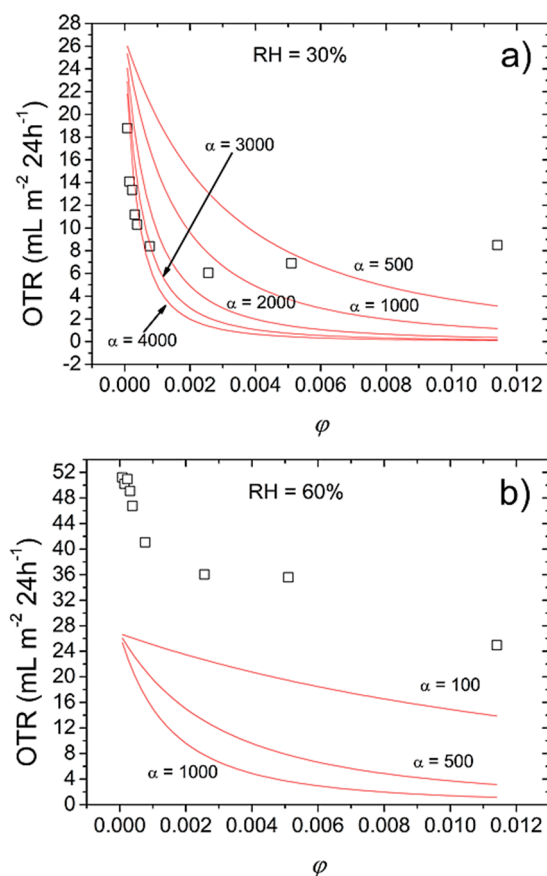 28
26
24
22
20
18
16
14
12
10
8
6
4
2
0
-2
OTR (mL m⁻² 24h⁻¹)
RH = 30%
a)
α = 3000
α = 500
α = 2000
α = 1000
α = 4000
0.000 0.002 0.004 0.006 0.008 0.010 0.012
φ
52
48
44
40
36
32
28
24
20
16
12
8
4
0
OTR (mL m⁻² 24h⁻¹)
RH = 60%
b)
α = 100
α = 500
α = 1000
0.000 0.002 0.004 0.006 0.008 0.010 0.012
φ